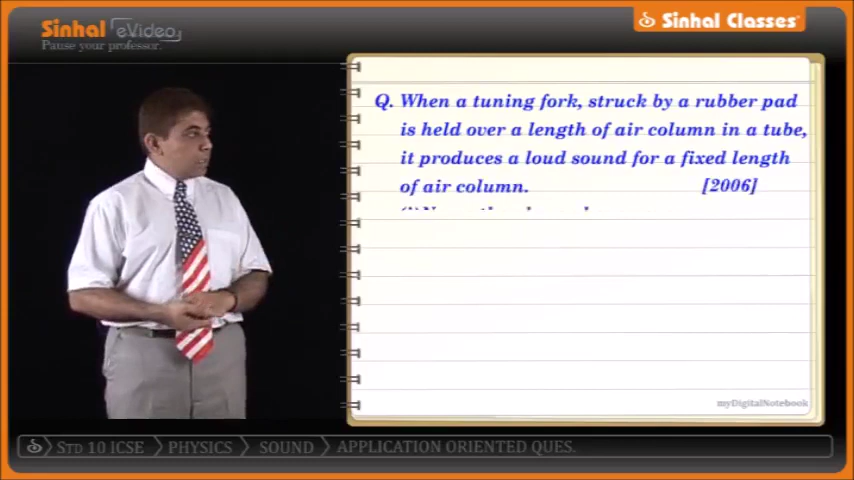 Sinhal eVideo
Pause your professor.
Sinhal Classes
Q. When a tuning fork, struck by a rubber pad
is held over a length of air column in a tube,
it produces a loud sound for a fixed length
of air column. [2006]
myDigitalNotebook
STD 10 ICSE PHYSICS SOUND APPLICATION ORIENTED QUES.